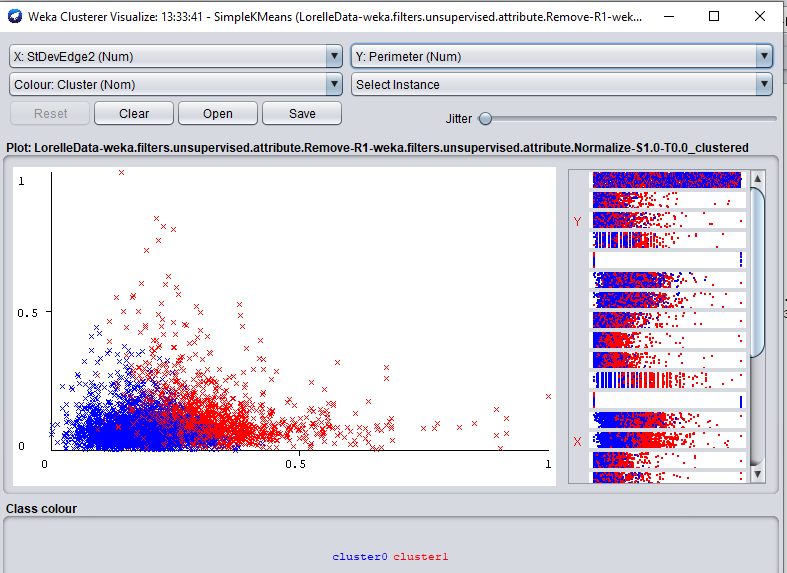 Weka Clusterer Visualize: 13:33:41 - SimpleKMeans (LorelleData-weka.filters.unsupervised.attribute.Remove-R1-wek...
X: StDevEdge2 (Num) Y: Perimeter (Num)
Colour: Cluster (Nom) Select Instance
Reset Clear Open Save Jitter
Plot: LorelleData-weka.filters.unsupervised.attribute.Remove-R1-weka.filters.unsupervised.attribute.Normalize-S1.0-T0.0_clustered
1
Y
0.5
X
0
0 0.5 1
Class colour
cluster0 cluster1